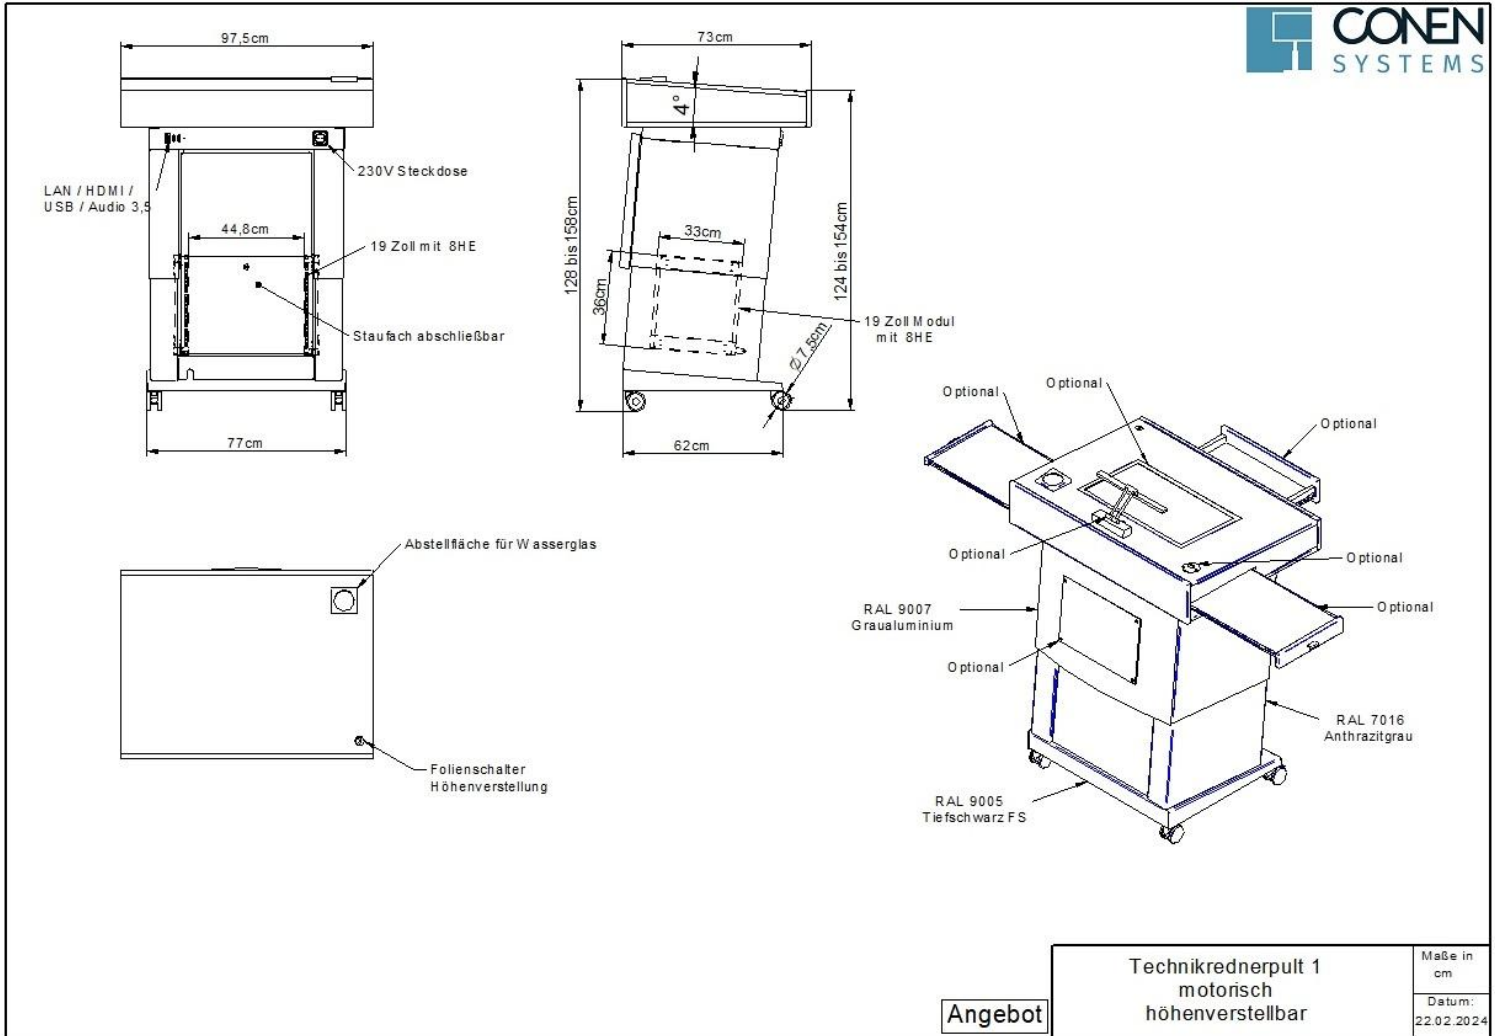 CONEN
SYSTEMS
97,5cm
73cm
4°
230V Steckdose
LAN / HDMI /
USB / Audio 3,5
44,8cm
19 Zoll mit 8HE
Staufach abschließbar
77cm
128 bis 158cm
33cm
36cm
124 bis 154cm
19 Zoll Modul
mit 8HE
Ø 7,5cm
62cm
Optional
Optional
Optional
Optional
Optional
Optional
Optional
RAL 9007
Graualuminium
RAL 7016
Anthrazitgrau
RAL 9005
Tiefschwarz FS
Abstellfläche für Wasserglas
Folienschalter
Höhenverstellung
Angebot
Technikrednerpult 1
motorisch
höhenverstellbar
Maße in
cm
Datum:
22.02.2024